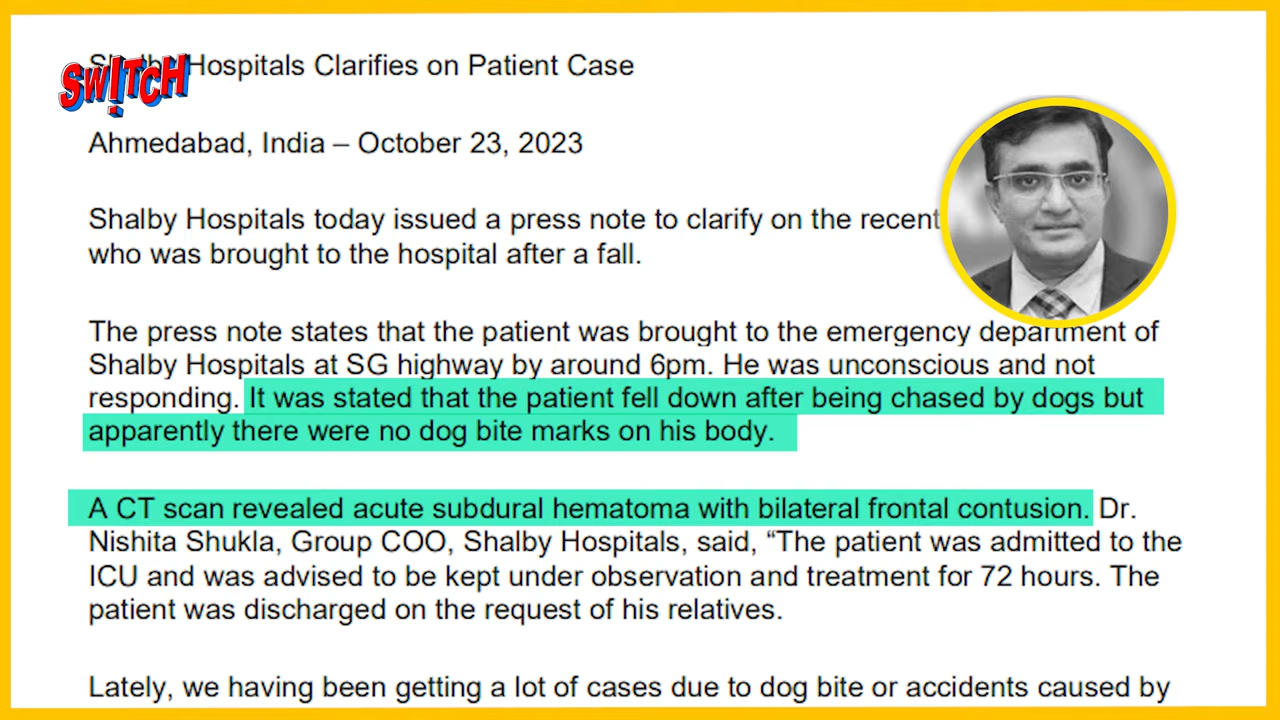 SW!TCH
Hospitals Clarifies on Patient Case
Ahmedabad, India – October 23, 2023
Shalby Hospitals today issued a press note to clarify on the recent
who was brought to the hospital after a fall.
The press note states that the patient was brought to the emergency department of
Shalby Hospitals at SG highway by around 6pm. He was unconscious and not
responding. It was stated that the patient fell down after being chased by dogs but
apparently there were no dog bite marks on his body.
A CT scan revealed acute subdural hematoma with bilateral frontal contusion. Dr.
Nishita Shukla, Group COO, Shalby Hospitals, said, “The patient was admitted to the
ICU and was advised to be kept under observation and treatment for 72 hours. The
patient was discharged on the request of his relatives.
Lately, we having been getting a lot of cases due to dog bite or accidents caused by